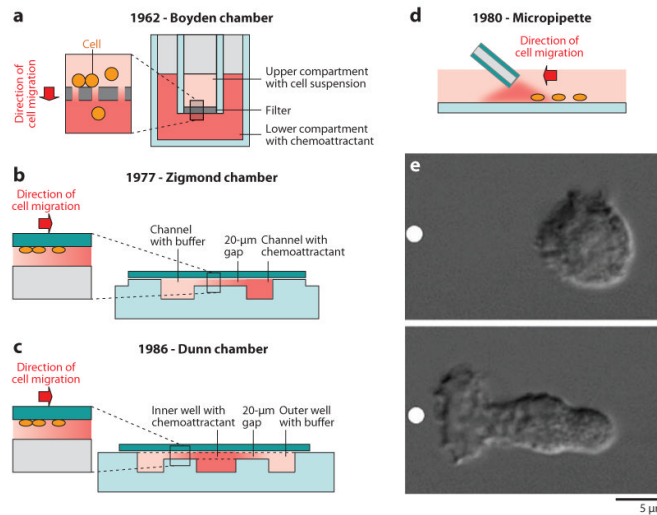 a
1962 - Boyden chamber
Cell
Direction of
cell migration
Upper compartment
with cell suspension
Filter
Lower compartment
with chemoattractant
b
1977 - Zigmond chamber
Direction of
cell migration
Channel
with buffer
20-μm
gap
Channel with
chemoattractant
c
1986 - Dunn chamber
Direction of
cell migration
Inner well with
chemoattractant
20-μm
gap
Outer well
with buffer
d
1980 - Micropipette
Direction of
cell migration
e
5 μm